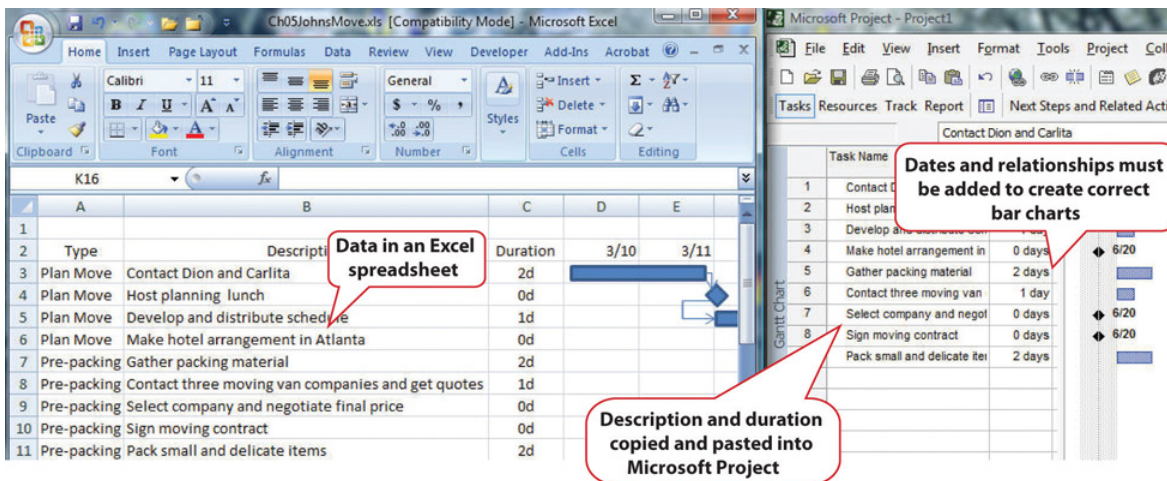 Ch05JohnsMove.xls [Compatibility Mode] - Microsoft Excel
Home Insert Page Layout Formulas Data Review View Developer Add-Ins Acrobat
Paste
Calibri 11
B I U A A
A
General
$ % ,
.0 .00
.00 .0
Styles
Insert
Delete
Format
Σ
Clipboard Font Alignment Number Cells Editing
K16 fx
A B C D E
1
2 Type Duration 3/10 3/11
3 Plan Move Contact Dion and Carlita 2d
4 Plan Move Host planning lunch 0d
5 Plan Move Develop and distribute schedule 1d
6 Plan Move Make hotel arrangement in Atlanta 0d
7 Pre-packing Gather packing material 2d
8 Pre-packing Contact three moving van companies and get quotes 1d
9 Pre-packing Select company and negotiate final price 0d
10 Pre-packing Sign moving contract 0d
11 Pre-packing Pack small and delicate items 2d
Data in an Excel
spreadsheet
Microsoft Project - Project1
File Edit View Insert Format Tools Project Coll
Tasks Resources Track Report Next Steps and Related Acti
Contact Dion and Carlita
Task Name
1 Contact
2 Host plan
3 Develop and
4 Make hotel arrangement in 0 days 6/20
5 Gather packing material 2 days
6 Contact three moving van 1 day
7 Select company and negot 0 days 6/20
8 Sign moving contract 0 days 6/20
Pack small and delicate iter 2 days
Gantt Chart
Dates and relationships must
be added to create correct
bar charts
Description and duration
copied and pasted into
Microsoft Project